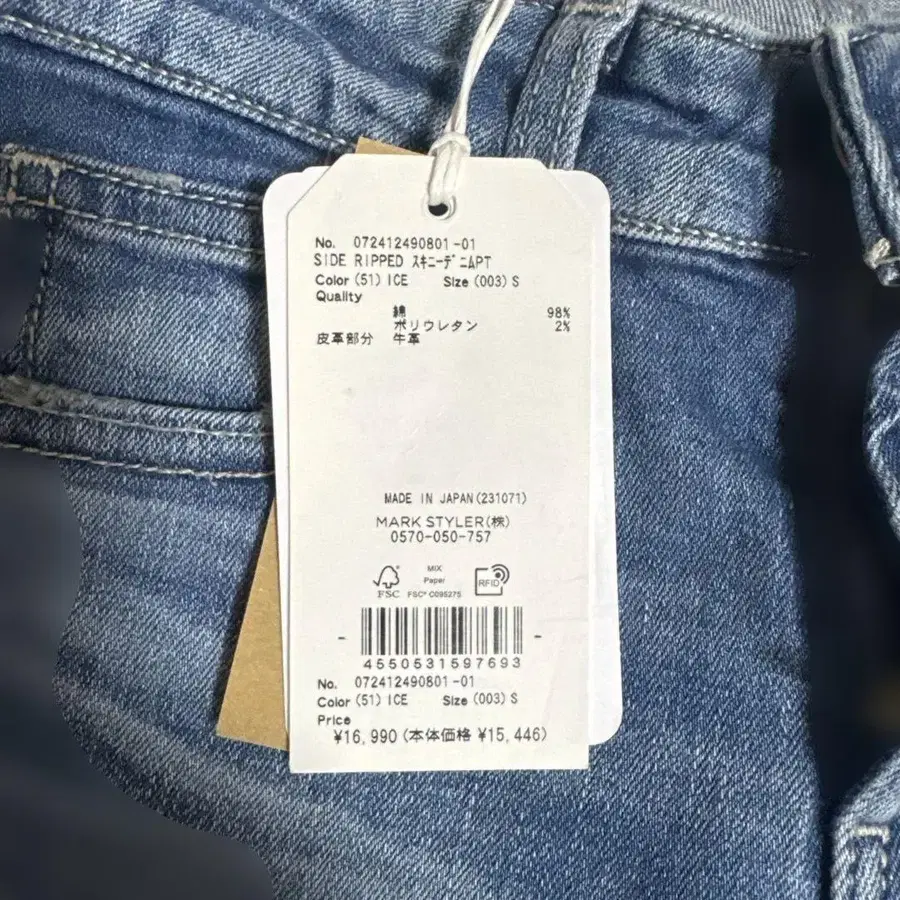 No. 072412490801-01
SIDE RIPPED スキニーデニムPT
Color (51) ICE Size (003) S
Quality
綿 98%
ポリウレタン 2%
皮革部分 牛革
MADE IN JAPAN(231071)
MARK STYLER(株)
0570-050-757
FSC
MIX
Paper
FSC® C095275
RFID
4550531597693
No. 072412490801-01
Color (51) ICE Size (003) S
Price
¥16,990 (本体価格 ¥15,446)